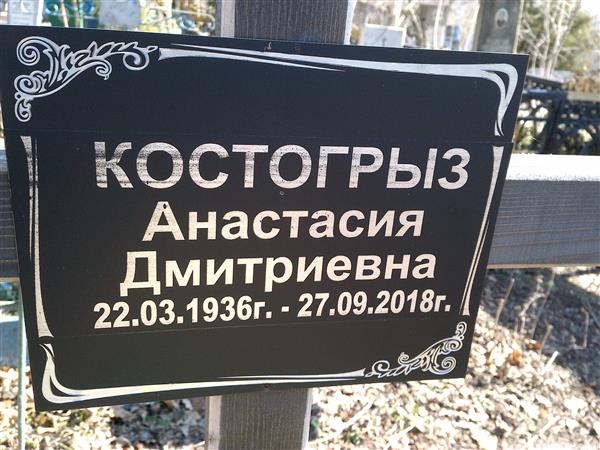 КОСТОГРЫЗ
Анастасия
Дмитриевна
22.03.1936г. - 27.09.2018г.